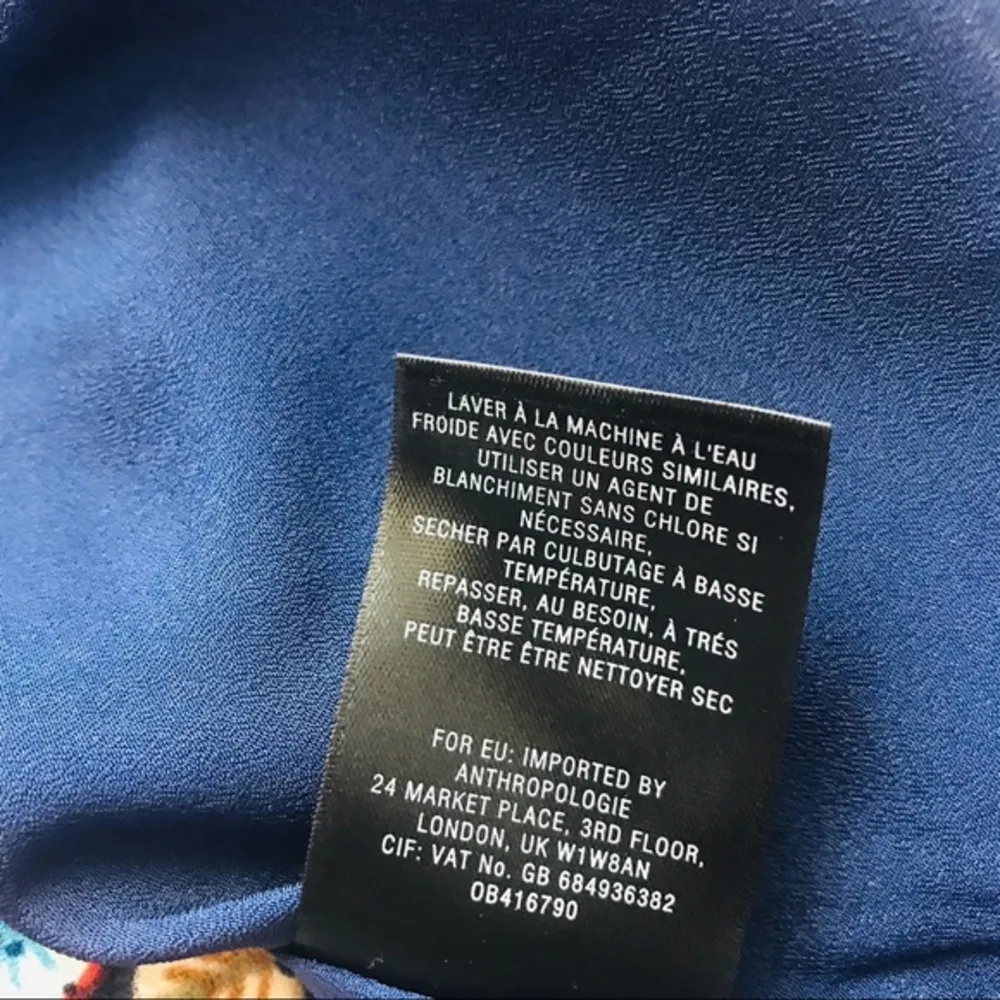 LAVER À LA MACHINE À L'EAU
FROIDE AVEC COULEURS SIMILAIRES,
UTILISER UN AGENT DE
BLANCHIMENT SANS CHLORE SI
NÉCESSAIRE,
SECHER PAR CULBUTAGE À BASSE
TEMPÉRATURE,
REPASSER, AU BESOIN, À TRÉS
BASSE TEMPÉRATURE,
PEUT ÊTRE ÊTRE NETTOYER SEC
FOR EU: IMPORTED BY
ANTHROPOLOGIE
24 MARKET PLACE, 3RD FLOOR,
LONDON, UK W1W8AN
CIF: VAT No. GB 684936382
OB416790